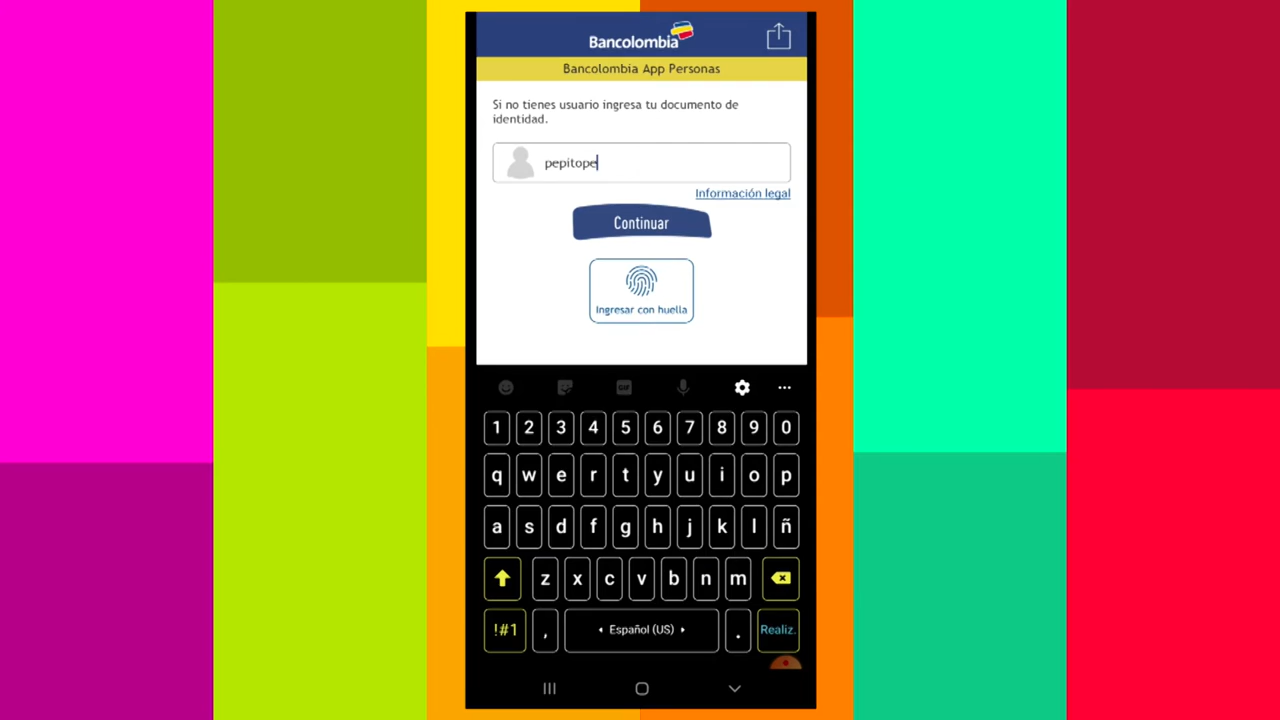 Bancolombia
Bancolombia App Personas
Si no tienes usuario ingresa tu documento de
identidad.
pepitope
Información legal
Continuar
Ingresar con huella
GIF
1 2 3 4 5 6 7 8 9 0
q w e r t y u i o p
a s d f g h j k l ñ
z x c v b n m
!#1 , Español (US) . Realiz.